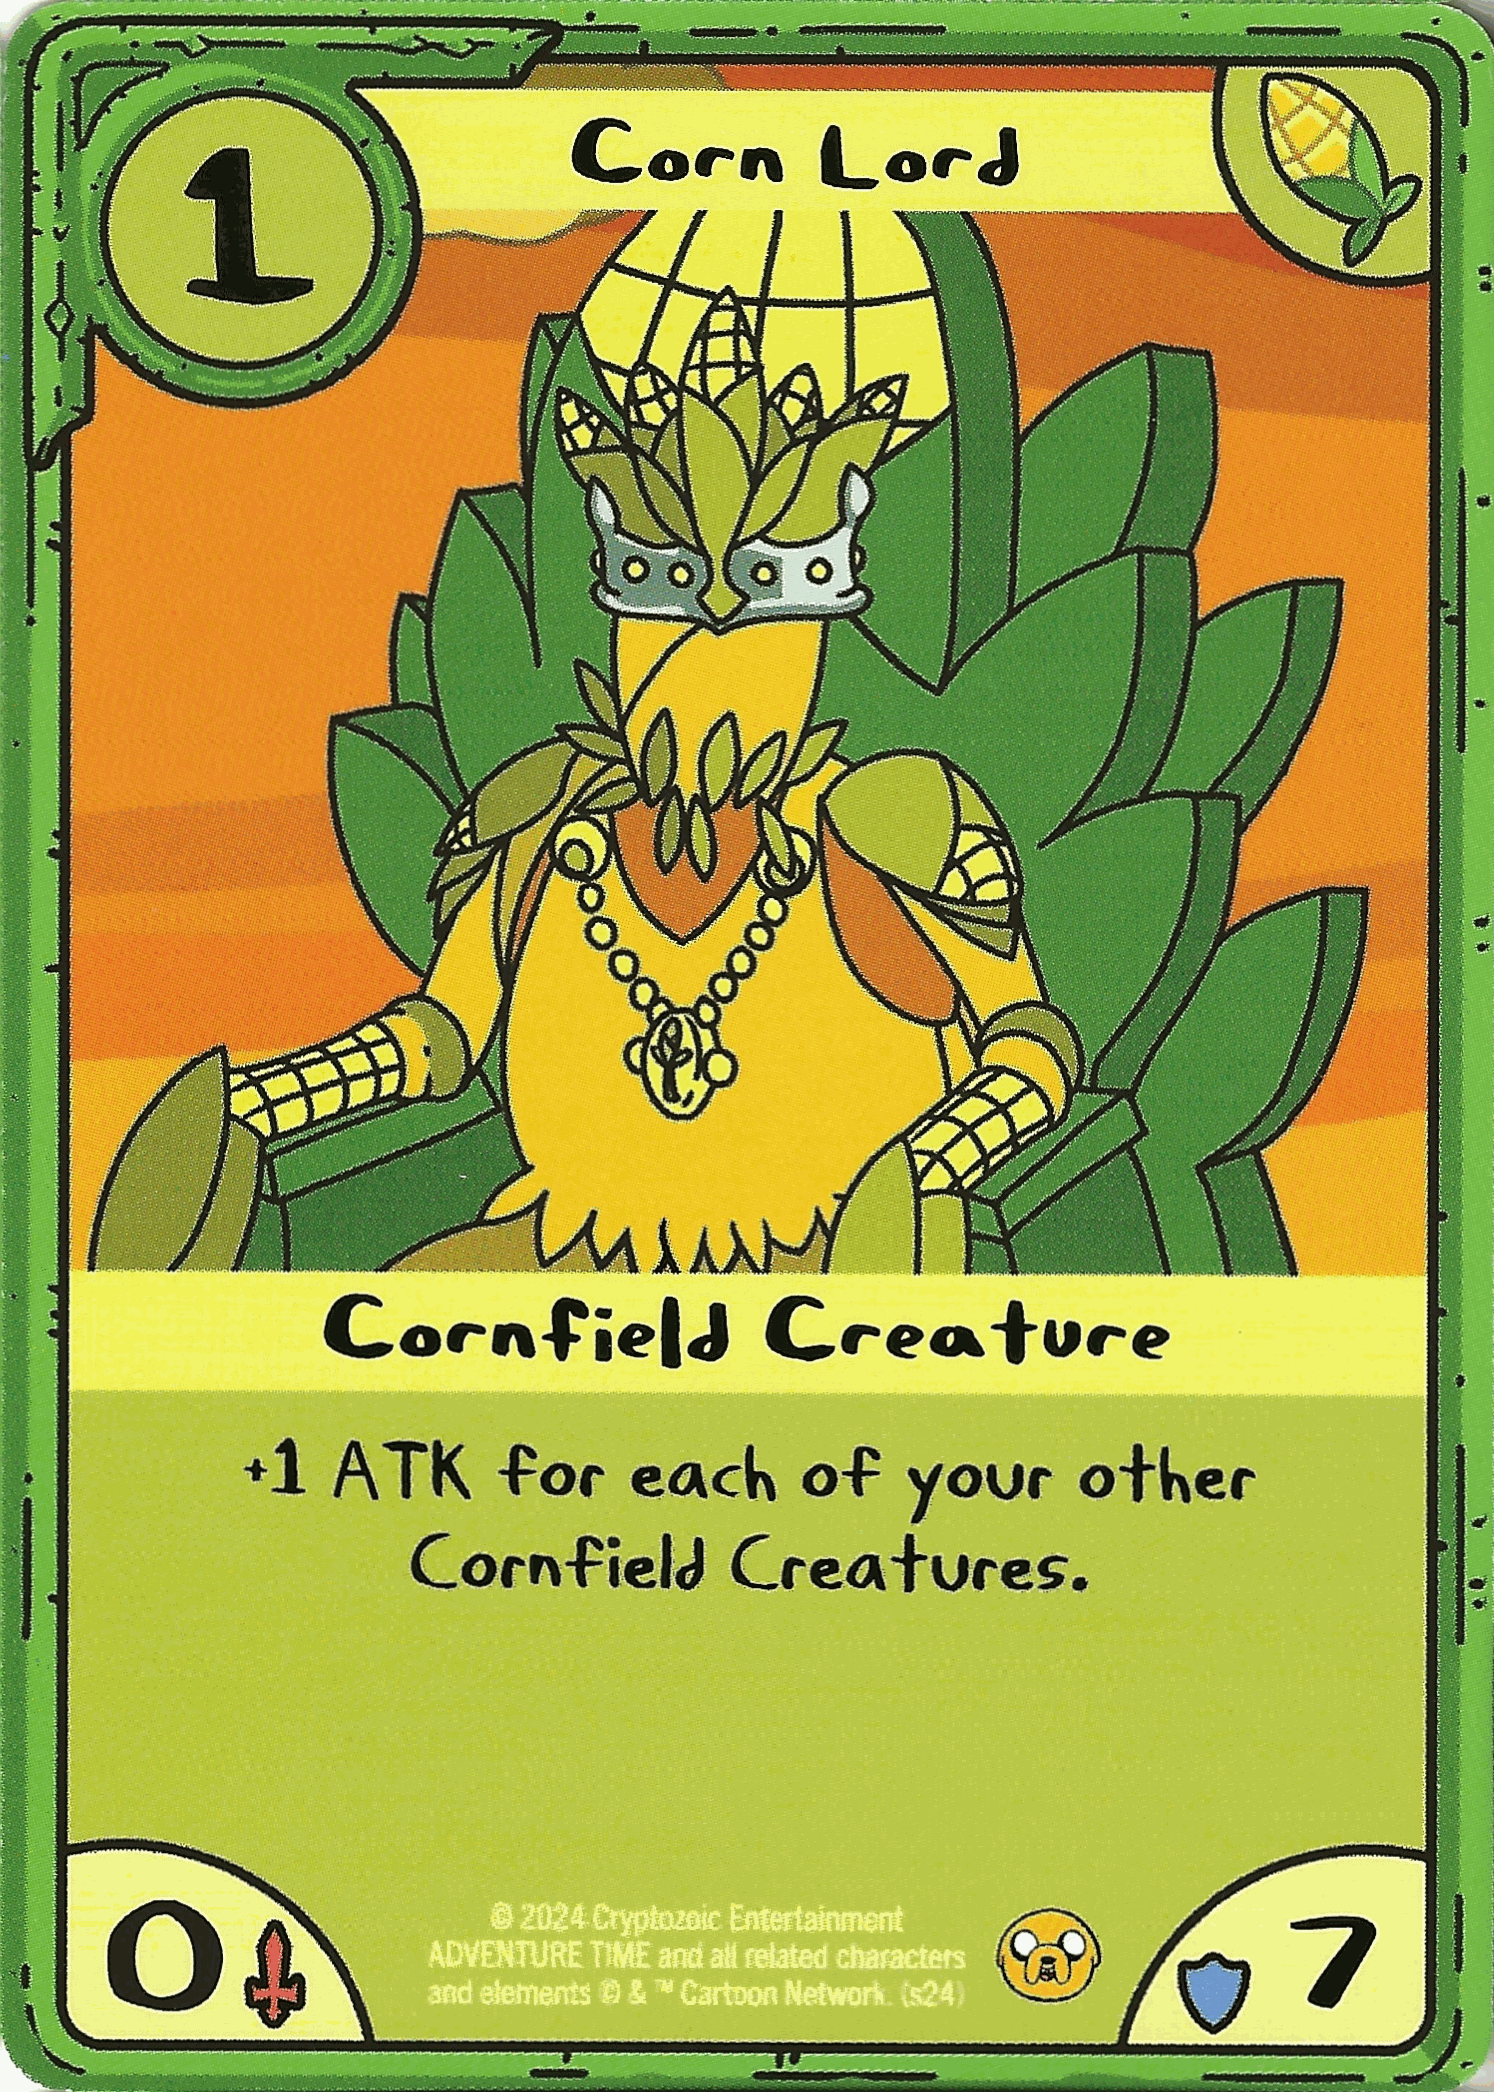 1
Corn Lord
Cornfield Creature
+1 ATK for each of your other
Cornfield Creatures.
0
© 2024 Cryptozoic Entertainment
ADVENTURE TIME and all related characters
and elements © & ™ Cartoon Network. (s24)
7